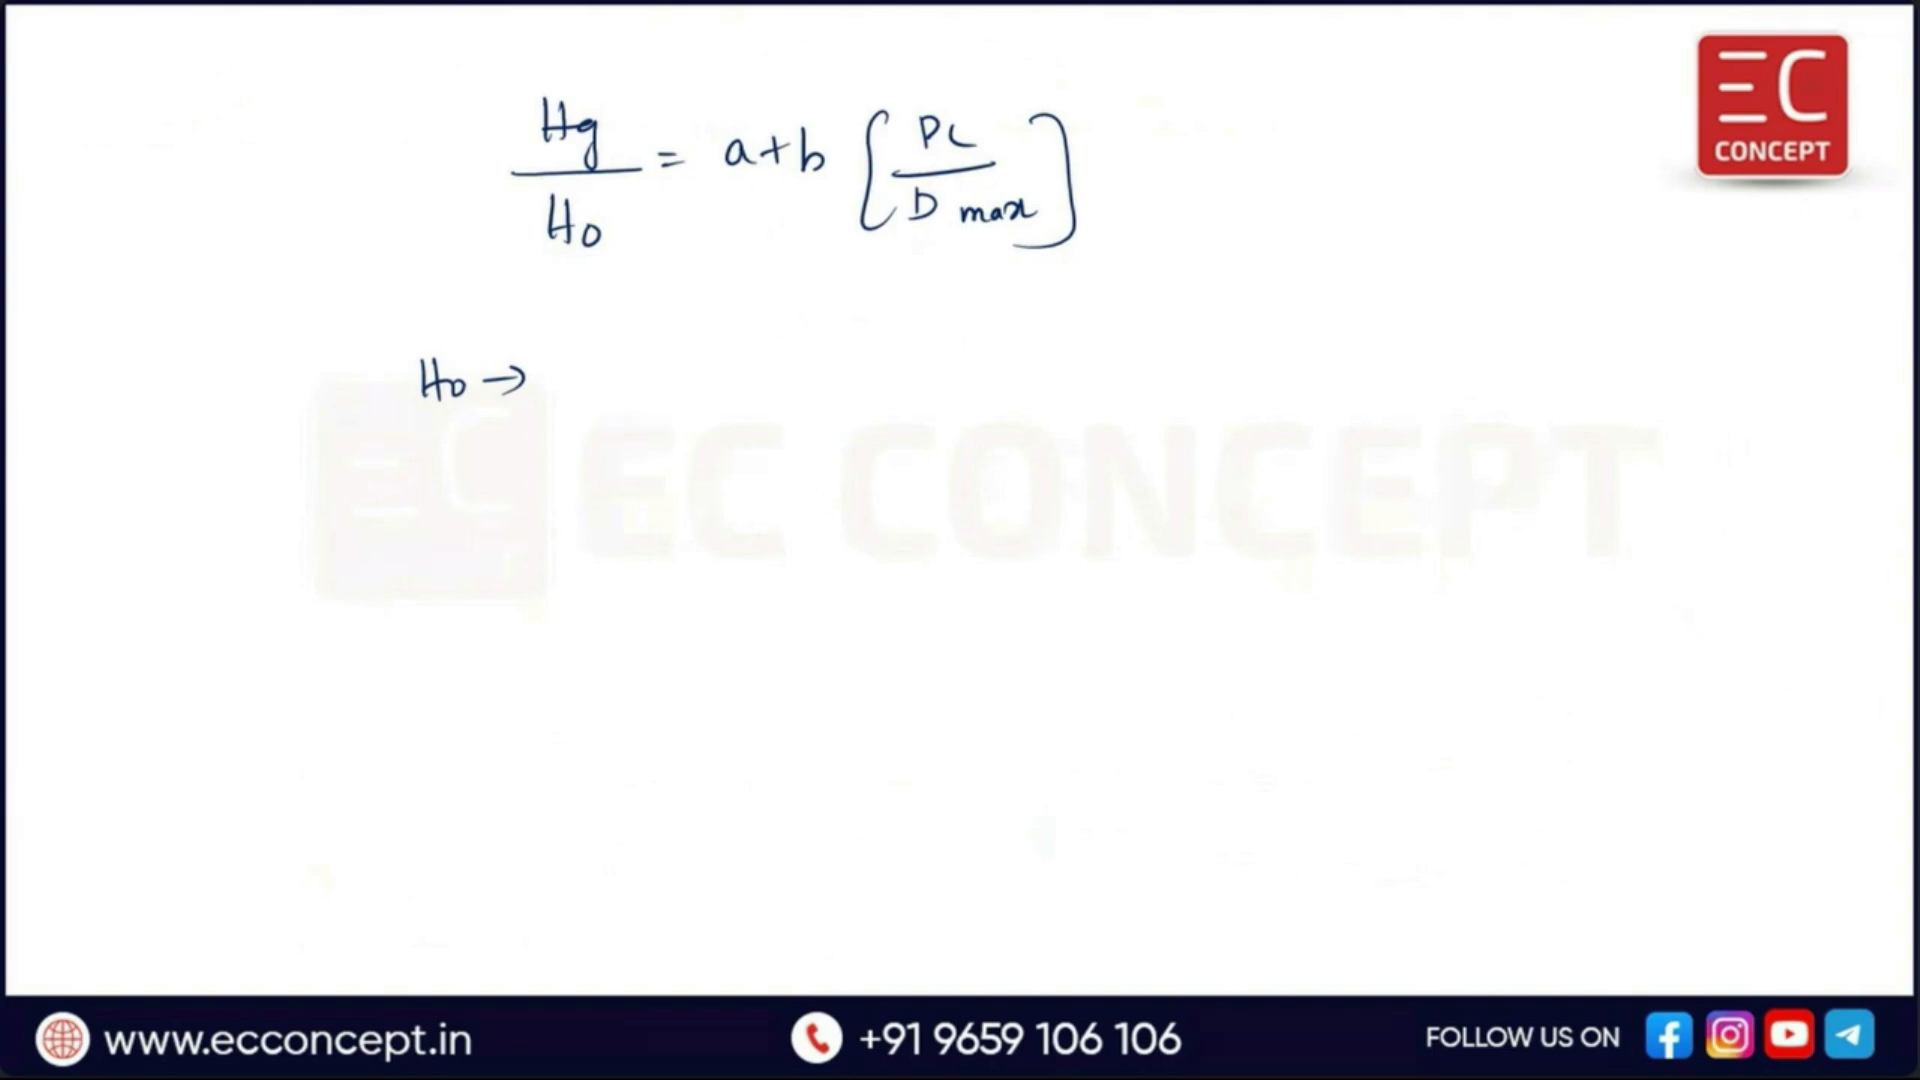 EC
CONCEPT
Hg / Ho = a+b [ PL / D max ]
Ho →
EC CONCEPT
www.ecconcept.in
+91 9659 106 106
FOLLOW US ON